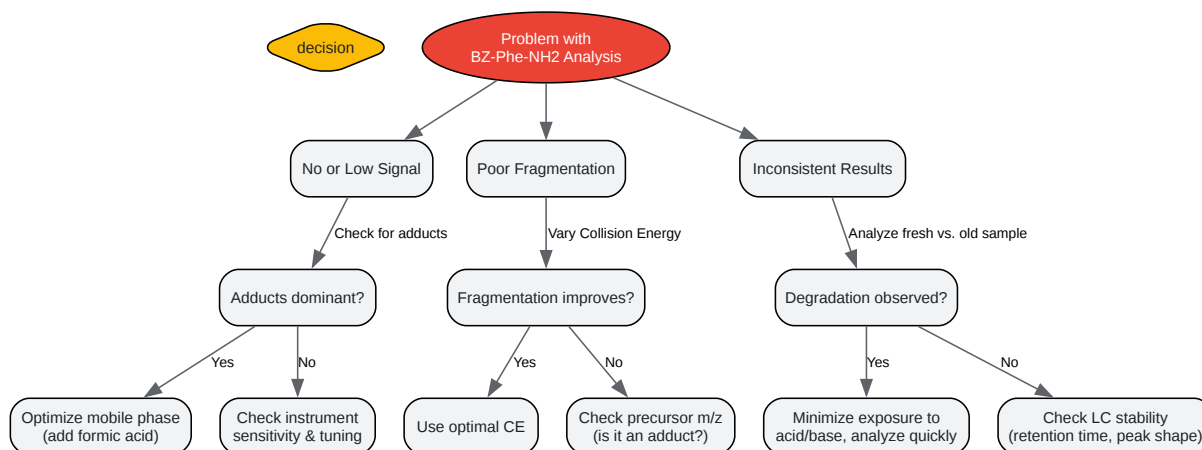 decision
Problem with
BZ-Phe-NH2 Analysis
No or Low Signal
Poor Fragmentation
Inconsistent Results
Check for adducts
Vary Collision Energy
Analyze fresh vs. old sample
Adducts dominant?
Fragmentation improves?
Degradation observed?
Yes
No
Yes
No
Yes
No
Optimize mobile phase
(add formic acid)
Check instrument
sensitivity & tuning
Use optimal CE
Check precursor m/z
(is it an adduct?)
Minimize exposure to
acid/base, analyze quickly
Check LC stability
(retention time, peak shape)